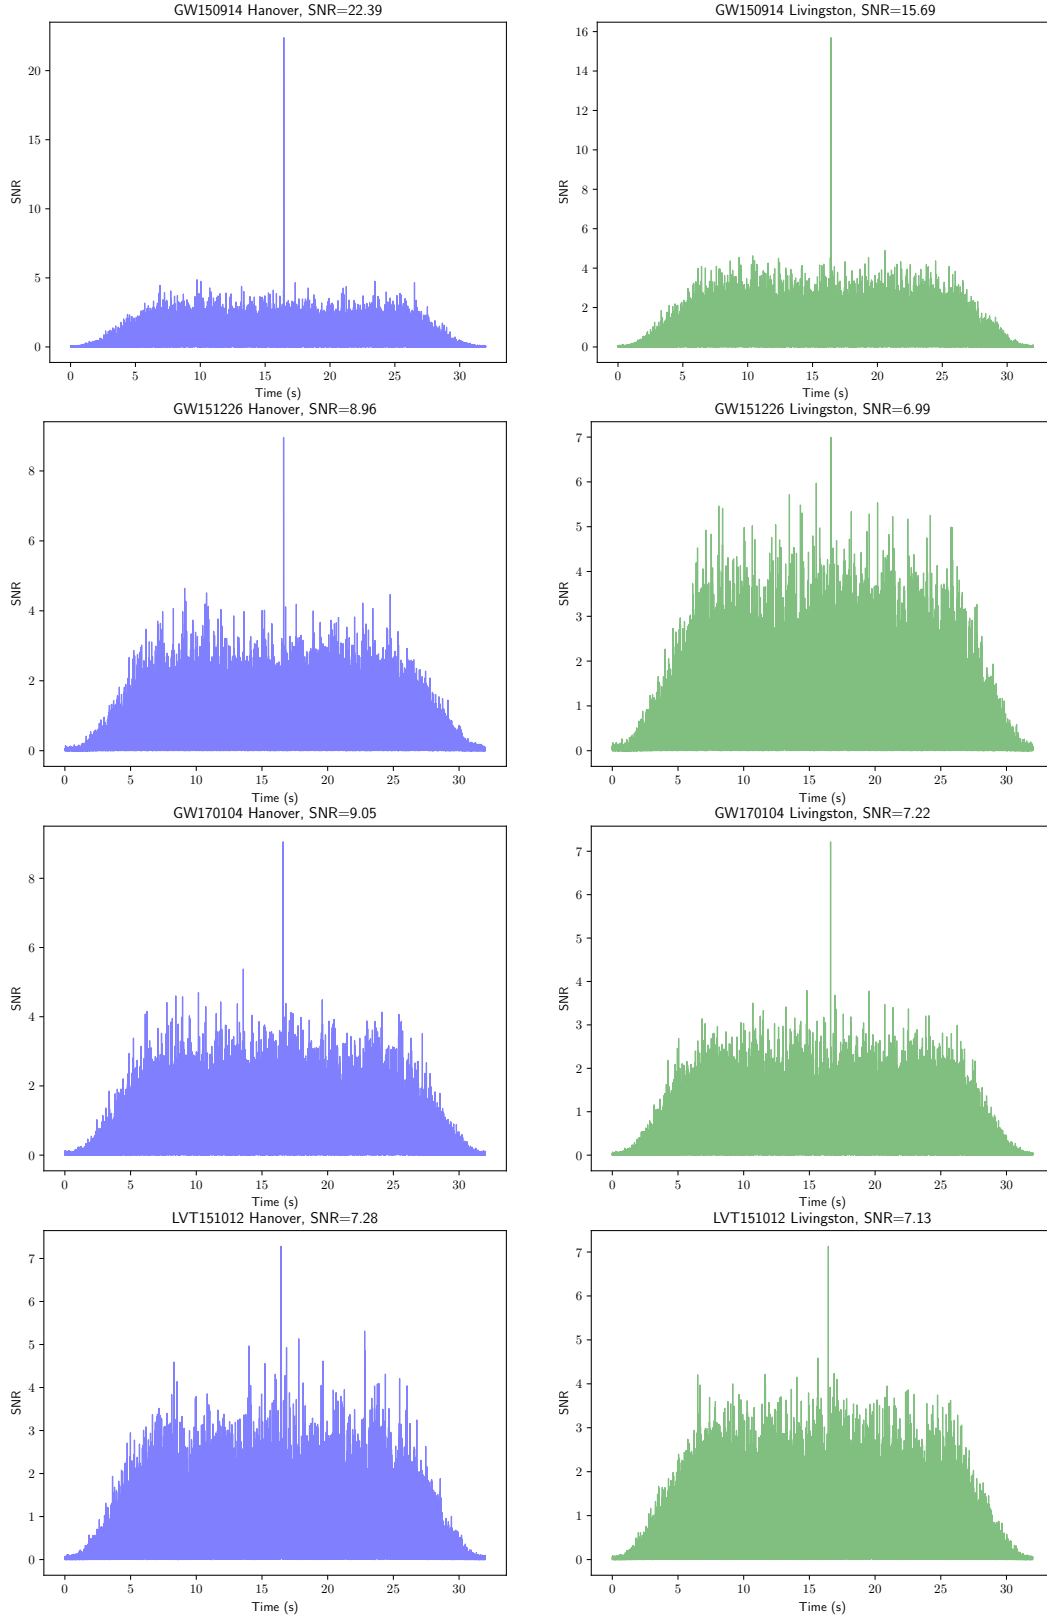 GW150914 Hanover, SNR=22.39
SNR
20
15
10
5
0
0 5 10 15 20 25 30
Time (s)
GW150914 Livingston, SNR=15.69
SNR
16
14
12
10
8
6
4
2
0
0 5 10 15 20 25 30
Time (s)
GW151226 Hanover, SNR=8.96
SNR
8
6
4
2
0
0 5 10 15 20 25 30
Time (s)
GW151226 Livingston, SNR=6.99
SNR
7
6
5
4
3
2
1
0
0 5 10 15 20 25 30
Time (s)
GW170104 Hanover, SNR=9.05
SNR
8
6
4
2
0
0 5 10 15 20 25 30
Time (s)
GW170104 Livingston, SNR=7.22
SNR
7
6
5
4
3
2
1
0
0 5 10 15 20 25 30
Time (s)
LVT151012 Hanover, SNR=7.28
SNR
7
6
5
4
3
2
1
0
0 5 10 15 20 25 30
Time (s)
LVT151012 Livingston, SNR=7.13
SNR
7
6
5
4
3
2
1
0
0 5 10 15 20 25 30
Time (s)